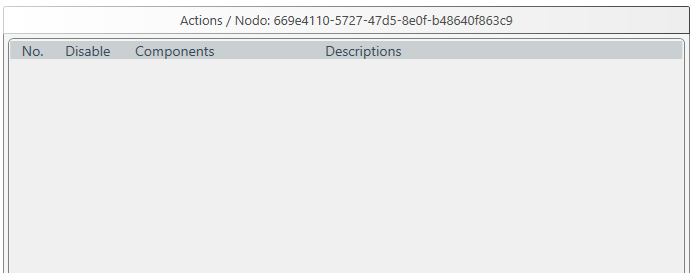 Actions / Nodo: 669e4110-5727-47d5-8e0f-b48640f863c9
No. Disable Components Descriptions